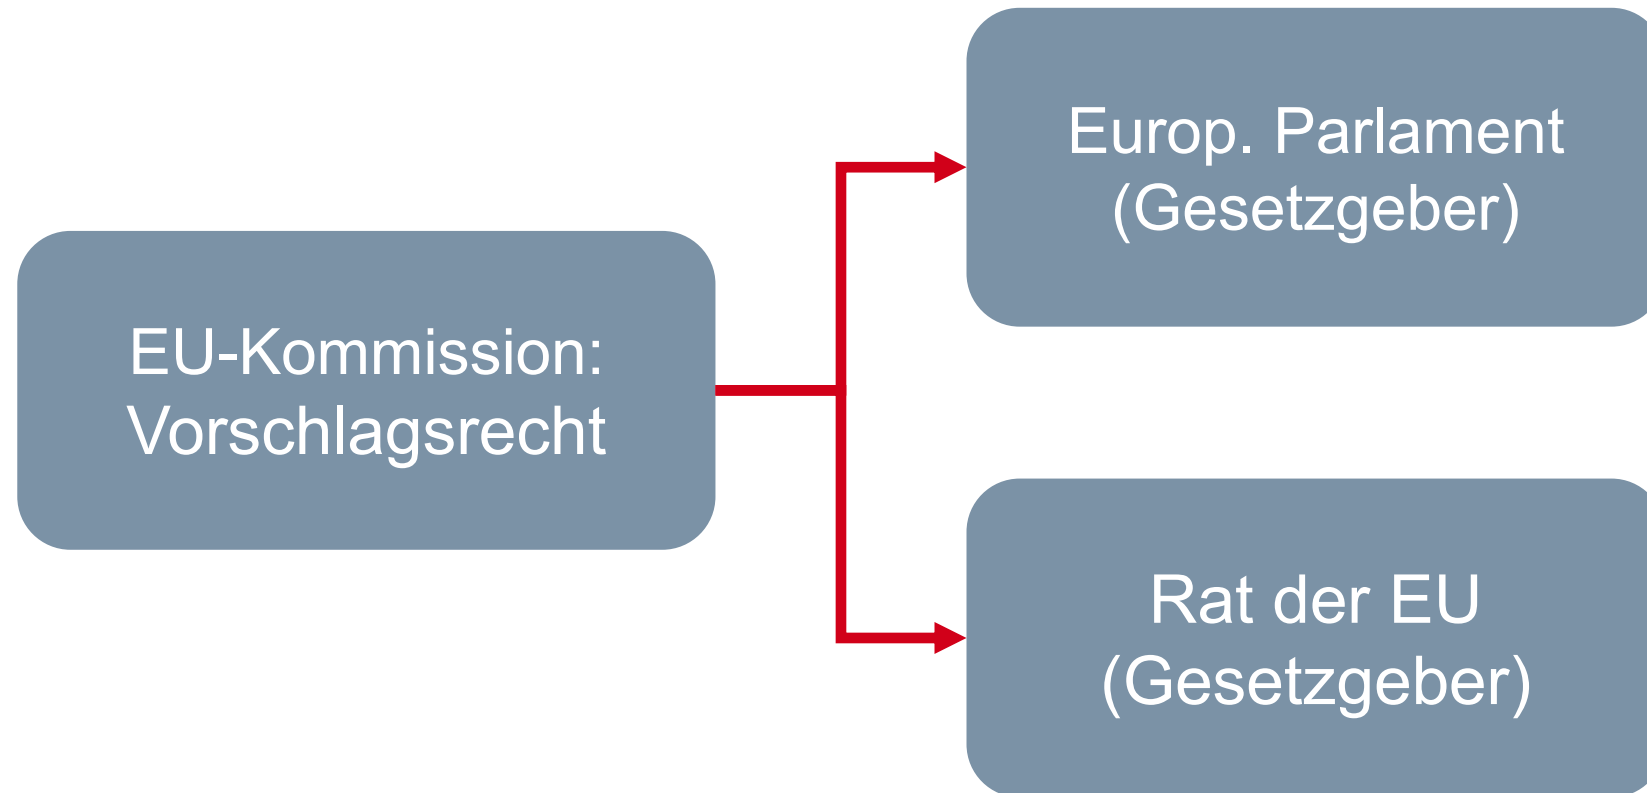 EU-Kommission:
Vorschlagsrecht
Europ. Parlament
(Gesetzgeber)
Rat der EU
(Gesetzgeber)